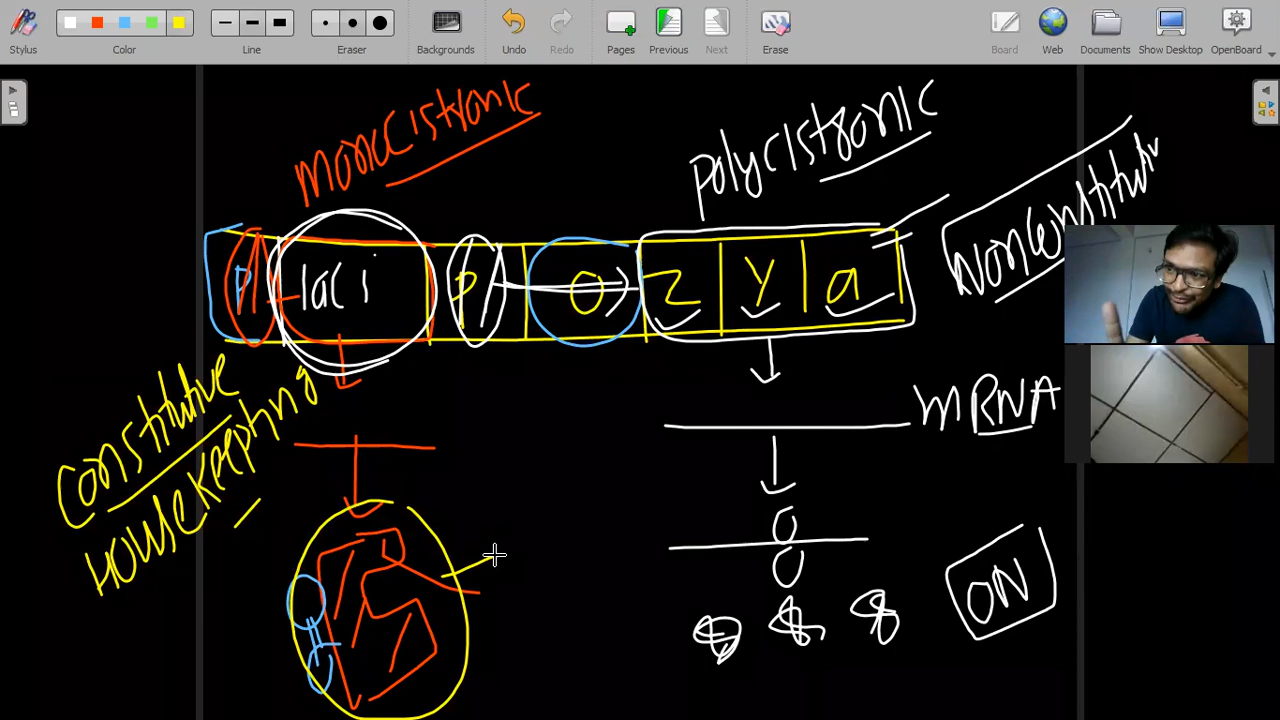 Stylus
Color
Line
Eraser
Backgrounds
Undo
Redo
Pages
Previous
Next
Erase
Board
Web
Documents
Show Desktop
OpenBoard
monocistronic
polycistronic
Nonconstitutiv
P
lac i
P
O
Z
Y
a
Constitutive
Housekeeping
mRNA
ON